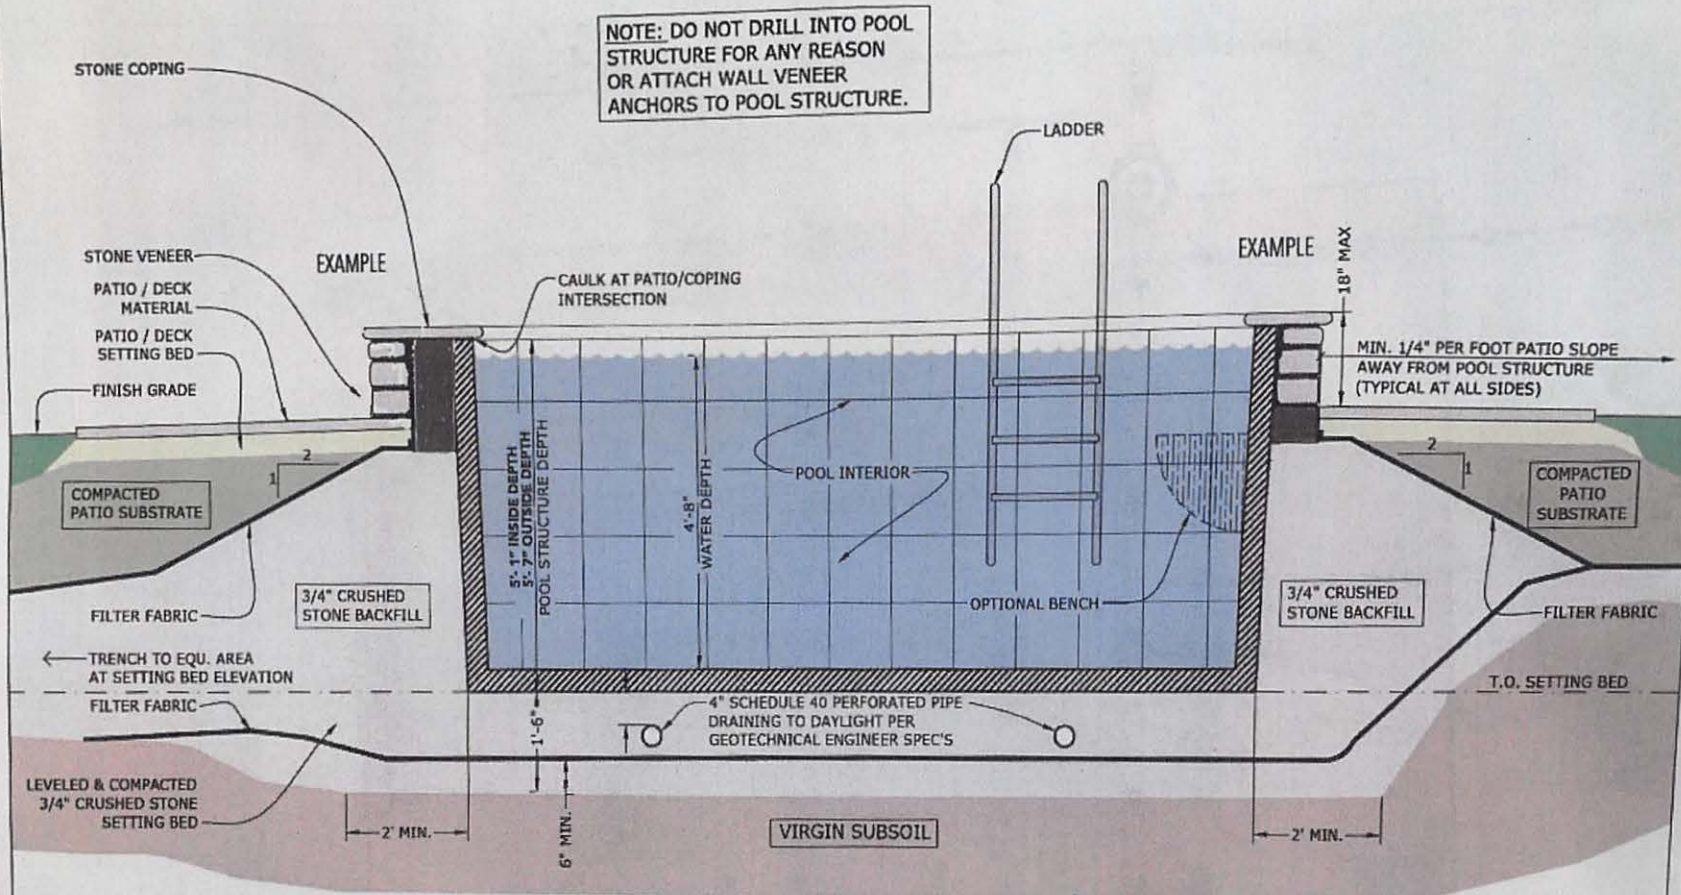 NOTE: DO NOT DRILL INTO POOL
STRUCTURE FOR ANY REASON
OR ATTACH WALL VENEER
ANCHORS TO POOL STRUCTURE.
STONE COPING
LADDER
STONE VENEER
EXAMPLE
PATIO / DECK
MATERIAL
PATIO / DECK
SETTING BED
FINISH GRADE
CAULK AT PATIO/COPING
INTERSECTION
EXAMPLE
18" MAX
MIN. 1/4" PER FOOT PATIO SLOPE
AWAY FROM POOL STRUCTURE
(TYPICAL AT ALL SIDES)
2
1
COMPACTED
PATIO SUBSTRATE
5'- 1" INSIDE DEPTH
5'- 7" OUTSIDE DEPTH
POOL STRUCTURE DEPTH
4'-8"
WATER DEPTH
POOL INTERIOR
2
1
COMPACTED
PATIO
SUBSTRATE
FILTER FABRIC
3/4" CRUSHED
STONE BACKFILL
OPTIONAL BENCH
3/4" CRUSHED
STONE BACKFILL
FILTER FABRIC
TRENCH TO EQU. AREA
AT SETTING BED ELEVATION
T.O. SETTING BED
FILTER FABRIC
1'-6"
4" SCHEDULE 40 PERFORATED PIPE
DRAINING TO DAYLIGHT PER
GEOTECHNICAL ENGINEER SPEC'S
LEVELED & COMPACTED
3/4" CRUSHED STONE
SETTING BED
2' MIN.
6" MIN.
VIRGIN SUBSOIL
2' MIN.